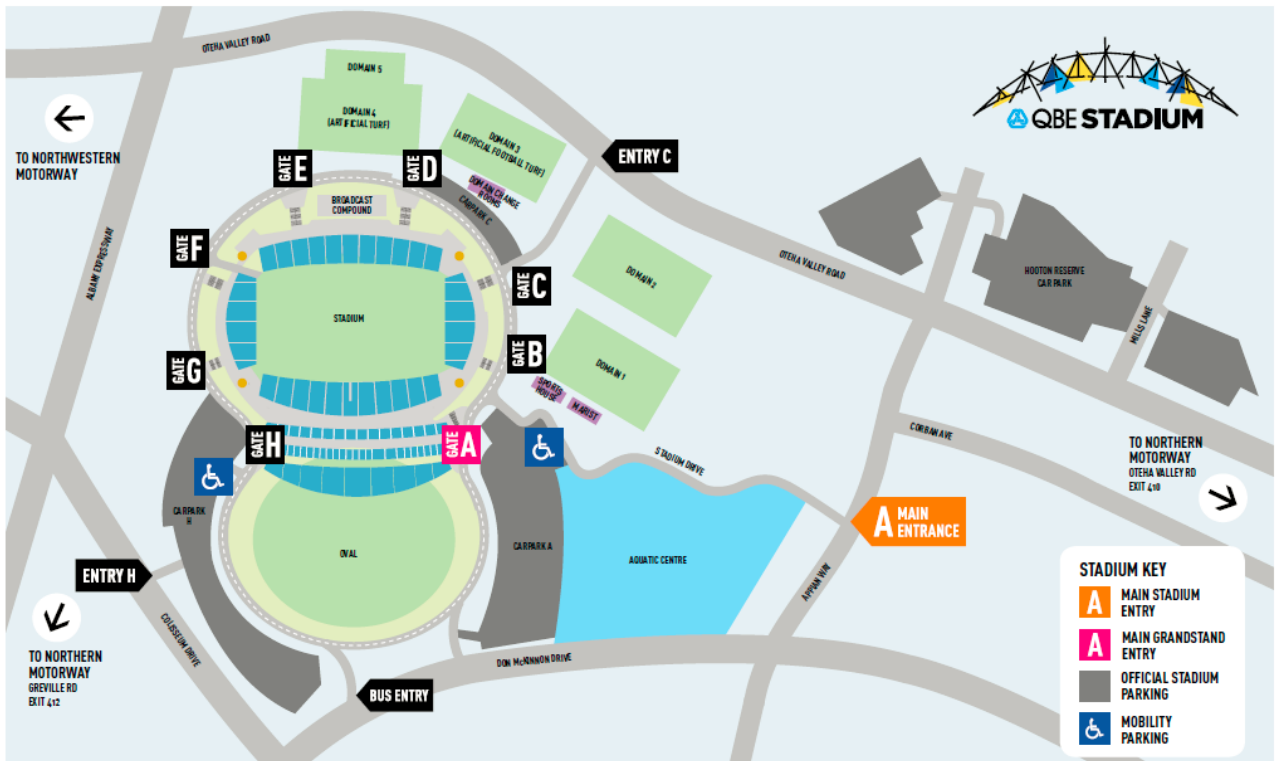 OTEHA VALLEY ROAD
DOMAIN 5
DOMAIN 4
(ARTIFICIAL TURF)
DOMAIN 3
(ARTIFICIAL FOOTBALL TURF)
QBE STADIUM
TO NORTHWESTERN
MOTORWAY
ENTRY C
GATE E
GATE D
DOMAIN CHANGE
ROOMS
BROADCAST
COMPOUND
CARPARK C
ALBANY EXPRESSWAY
GATE F
OTEHA VALLEY ROAD
DOMAIN 2
HOOTON RESERVE
CAR PARK
GATE C
STADIUM
MILLS LANE
GATE B
GATE G
DOMAIN 1
SPORTS
HOUSE
MARIST
GATE H
GATE A
CORBAN AVE
STADIUM DRIVE
TO NORTHERN
MOTORWAY
OTEHA VALLEY RD
EXIT 410
CARPARK
H
A MAIN
ENTRANCE
OVAL
CARPARK A
AQUATIC CENTRE
ENTRY H
APPIAN WAY
COLISSEUM DRIVE
TO NORTHERN
MOTORWAY
GREVILLE RD
EXIT 412
DON McKINNON DRIVE
BUS ENTRY
STADIUM KEY
A MAIN STADIUM
ENTRY
A MAIN GRANDSTAND
ENTRY
OFFICIAL STADIUM
PARKING
MOBILITY
PARKING